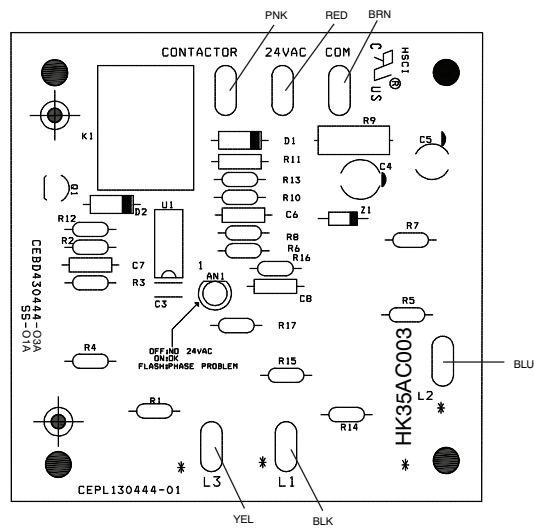 PNK RED BRN
CONTACTOR 24VAC COM
C US ®
HSCI
K1
R9
C5
D1
R11
C4
Q1
R13
D2
U1
R10
C6
Z1
R12
R8
R7
R2
R6
R16
C7
1
AN1
R3
C8
C3
R5
R17
CEBD430444-03A
SS-01A
OFF:NO 24VAC
ON:OK
FLASH:PHASE PROBLEM
R4
R15
HK35AC003
BLU
L2
*
R1
R14
*
*
*
L3
L1
CEPL130444-01
YEL
BLK